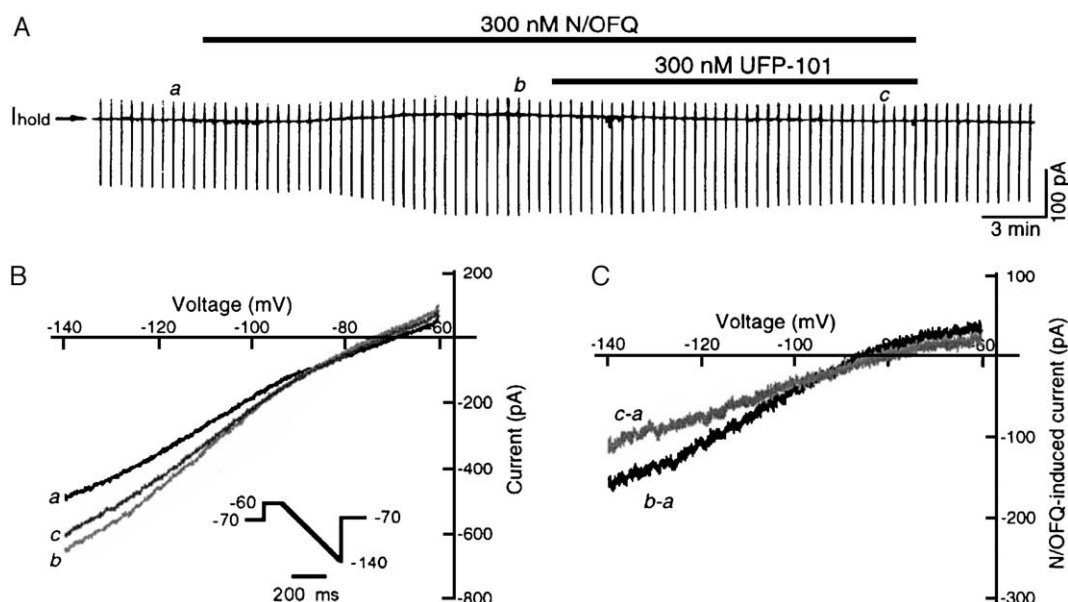 A
300 nM N/OFQ
300 nM UFP-101
a
b
c
Ihold
100 pA
3 min
B
200
Voltage (mV)
-140 -120 -100 -80 -60
-200
-400
-600
-800
Current (pA)
a
c
b
-60
-70
-70
-140
200 ms
C
100
Voltage (mV)
-140 -120 -100 -80 -60
-100
-200
-300
N/OFQ-induced current (pA)
c-a
b-a